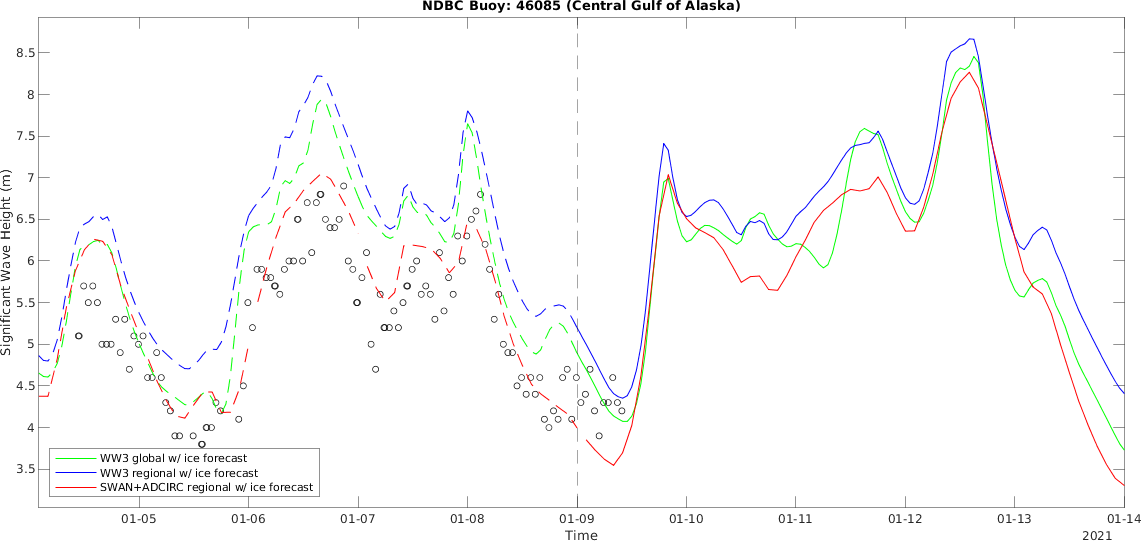 NDBC Buoy: 46085 (Central Gulf of Alaska)
8.5
8
7.5
7
6.5
6
5.5
5
4.5
4
3.5
Significant Wave Height (m)
WW3 global w/ ice forecast
WW3 regional w/ ice forecast
SWAN+ADCIRC regional w/ ice forecast
01-05 01-06 01-07 01-08 01-09 01-10 01-11 01-12 01-13 01-14
Time
2021